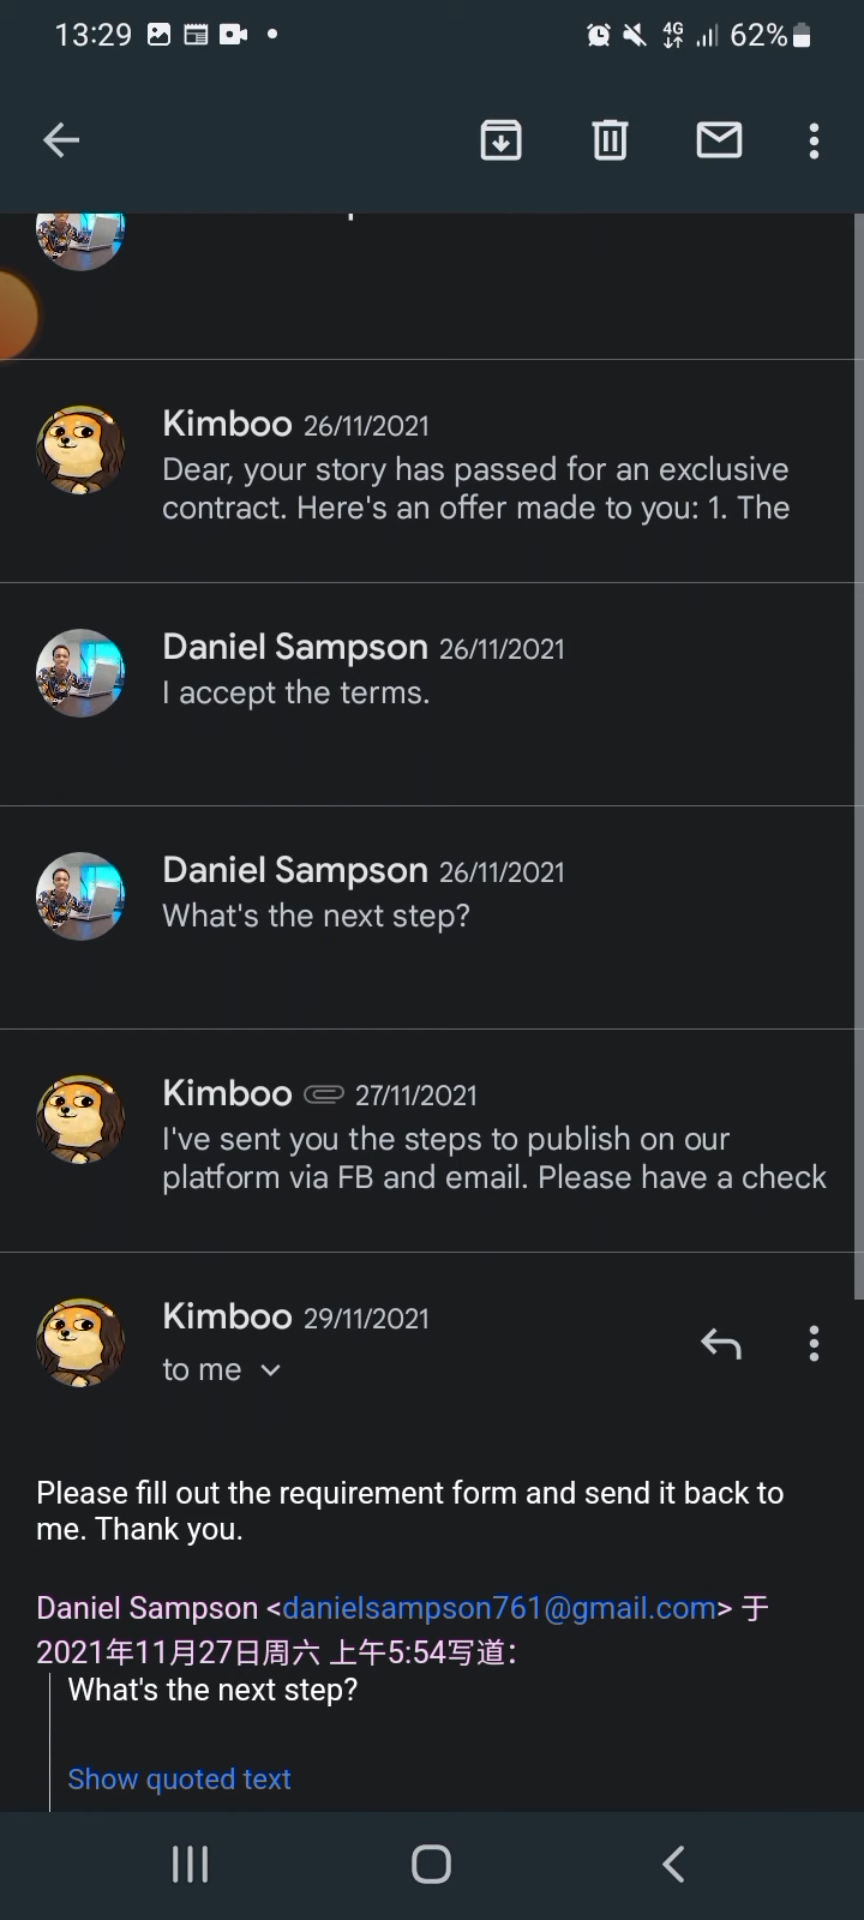 13:29 4G 62%
Kimboo 26/11/2021
Dear, your story has passed for an exclusive
contract. Here's an offer made to you: 1. The
Daniel Sampson 26/11/2021
I accept the terms.
Daniel Sampson 26/11/2021
What's the next step?
Kimboo 27/11/2021
I've sent you the steps to publish on our
platform via FB and email. Please have a check
Kimboo 29/11/2021
to me
Please fill out the requirement form and send it back to
me. Thank you.
Daniel Sampson <danielsampson761@gmail.com> 于
2021年11月27日周六 上午5:54写道:
What's the next step?
Show quoted text